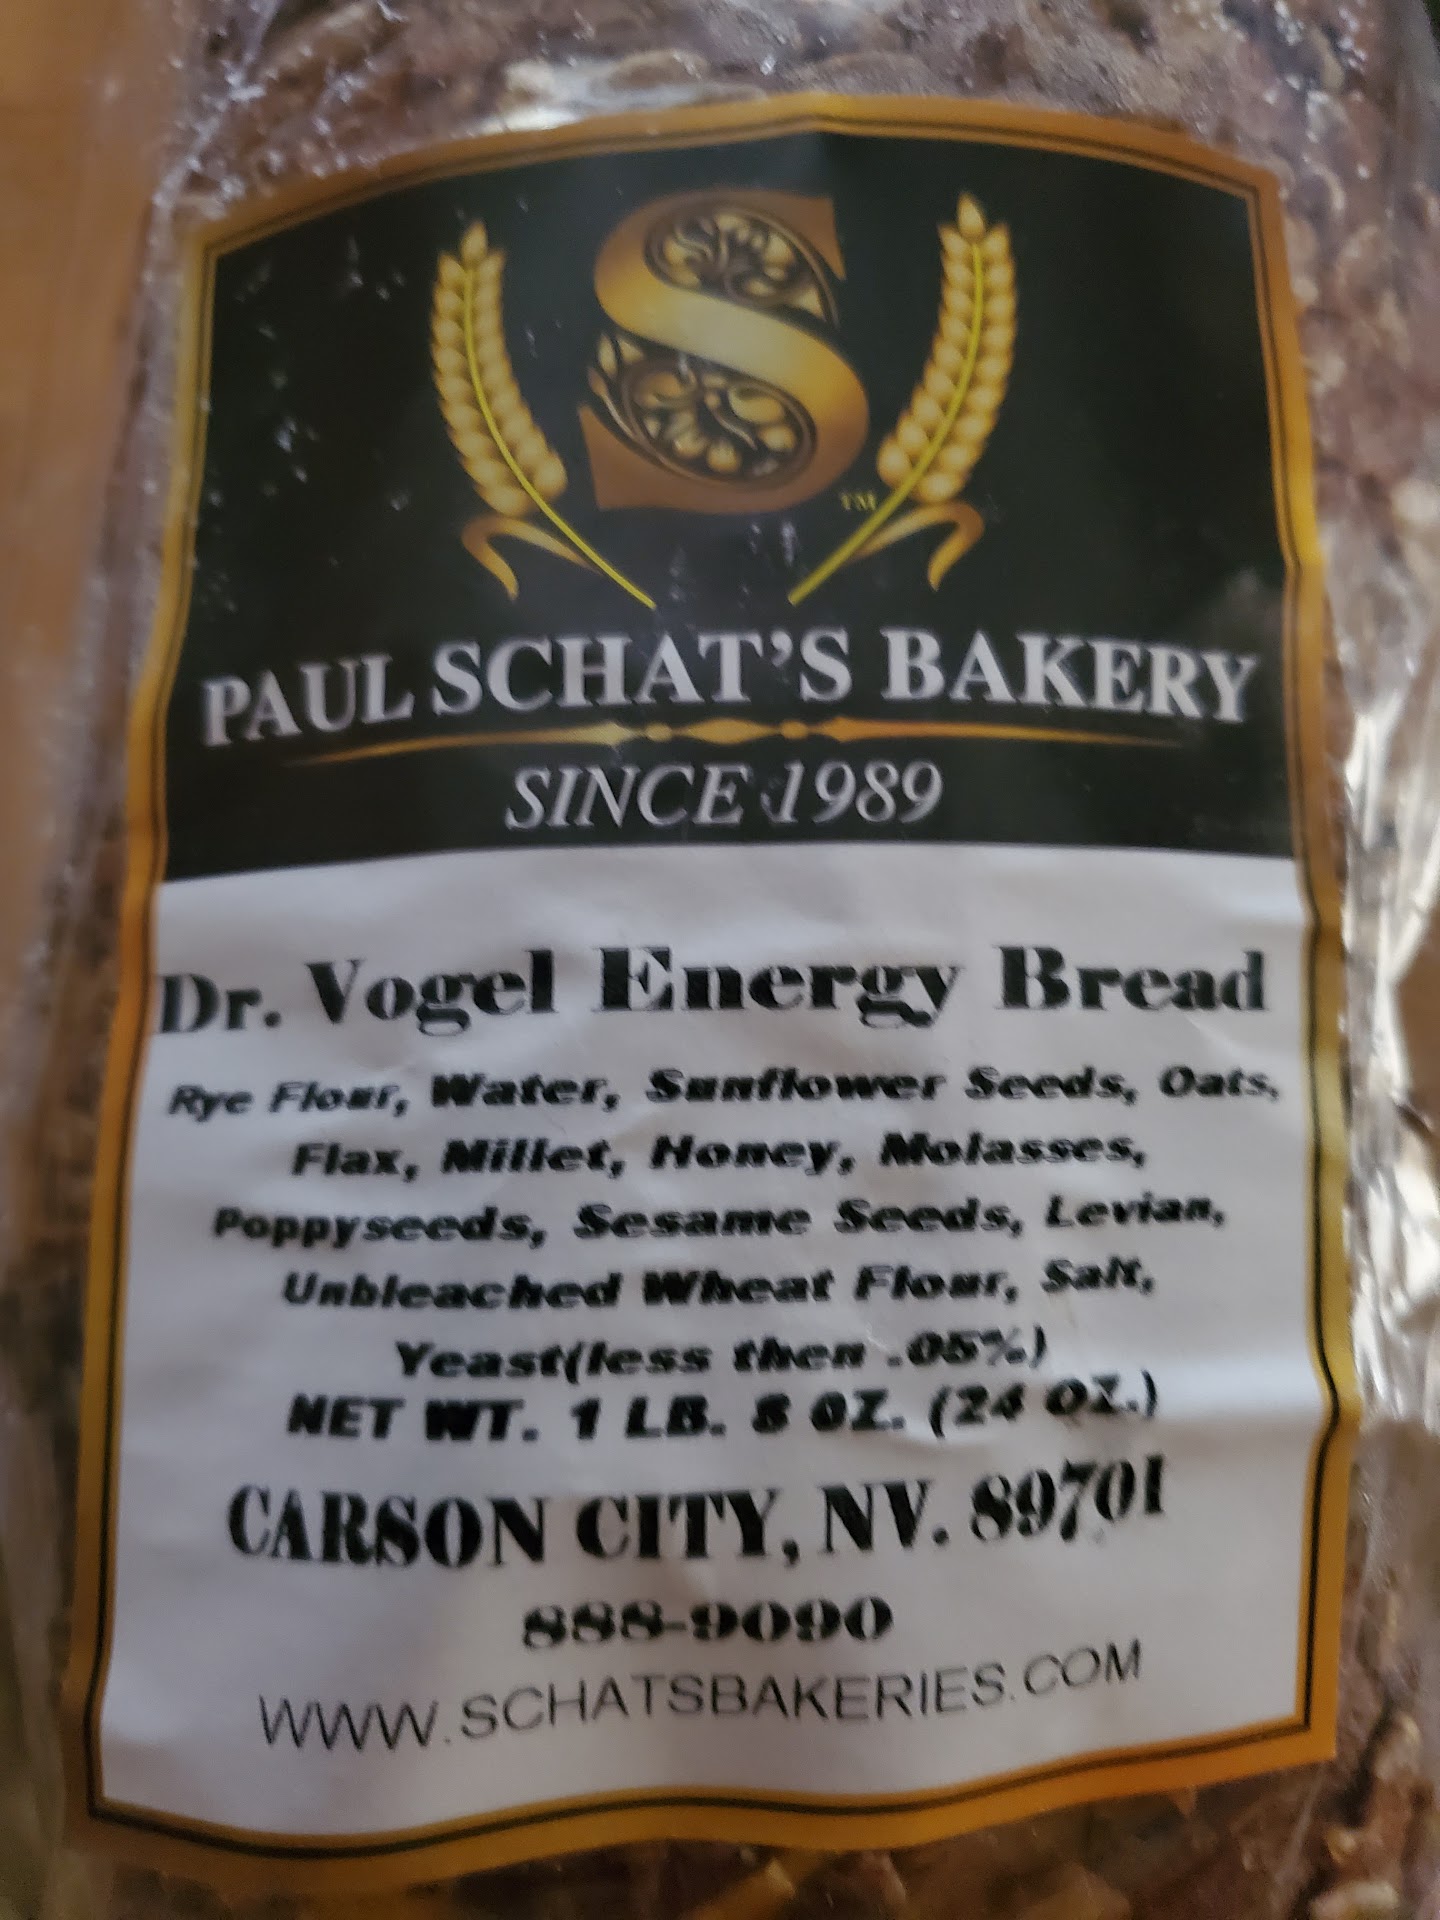 S
TM
PAUL SCHAT'S BAKERY
SINCE 1989
Dr. Vogel Energy Bread
Rye Flour, Water, Sunflower Seeds, Oats,
Flax, Millet, Honey, Molasses,
Poppyseeds, Sesame Seeds, Levian,
Unbleached Wheat Flour, Salt,
Yeast(less then .05%)
NET WT. 1 LB. 8 OZ. (24 OZ.)
CARSON CITY, NV. 89701
888-9090
WWW.SCHATSBAKERIES.COM